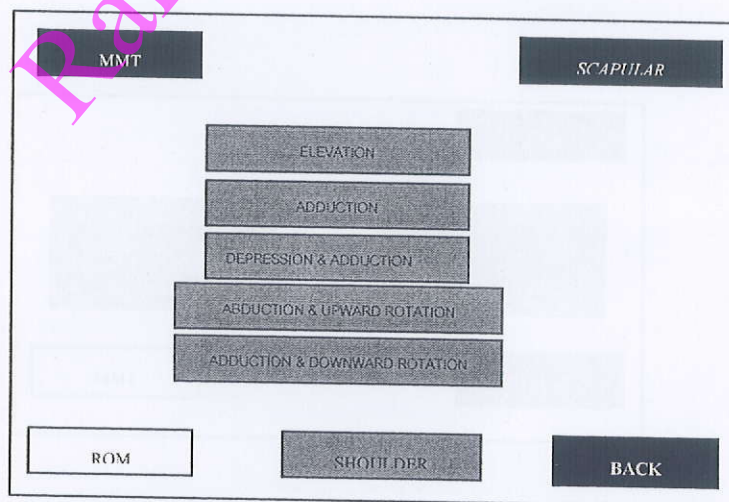 MMT
SCAPULAR
ELEVATION
ADDUCTION
DEPRESSION & ADDUCTION
ABDUCTION & UPWARD ROTATION
ADDUCTION & DOWNWARD ROTATION
ROM
SHOULDER
BACK